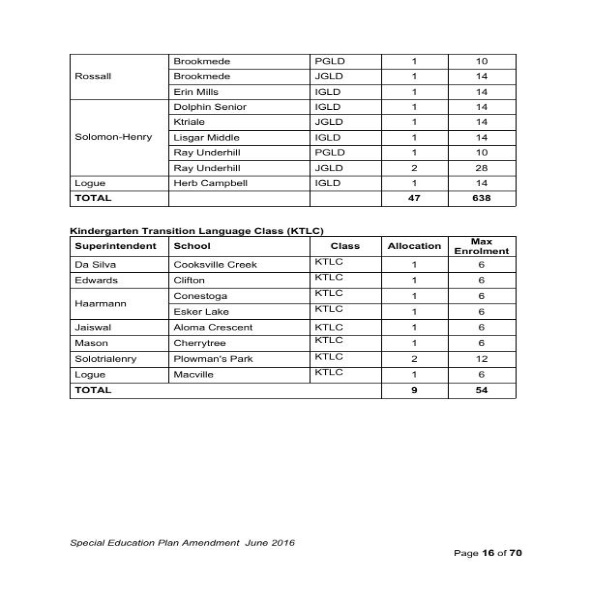 Rossall Brookmede PGLD 1 10
Brookmede JGLD 1 14
Erin Mills IGLD 1 14
Solomon-Henry Dolphin Senior IGLD 1 14
Ktriale JGLD 1 14
Lisgar Middle IGLD 1 14
Ray Underhill PGLD 1 10
Ray Underhill JGLD 2 28
Logue Herb Campbell IGLD 1 14
TOTAL 47 638
Kindergarten Transition Language Class (KTLC)
Superintendent School Class Allocation Max Enrolment
Da Silva Cooksville Creek KTLC 1 6
Edwards Clifton KTLC 1 6
Haarmann Conestoga KTLC 1 6
Esker Lake KTLC 1 6
Jaiswal Aloma Crescent KTLC 1 6
Mason Cherrytree KTLC 1 6
Solotrialenry Plowman's Park KTLC 2 12
Logue Macville KTLC 1 6
TOTAL 9 54
Special Education Plan Amendment June 2016
Page 16 of 70